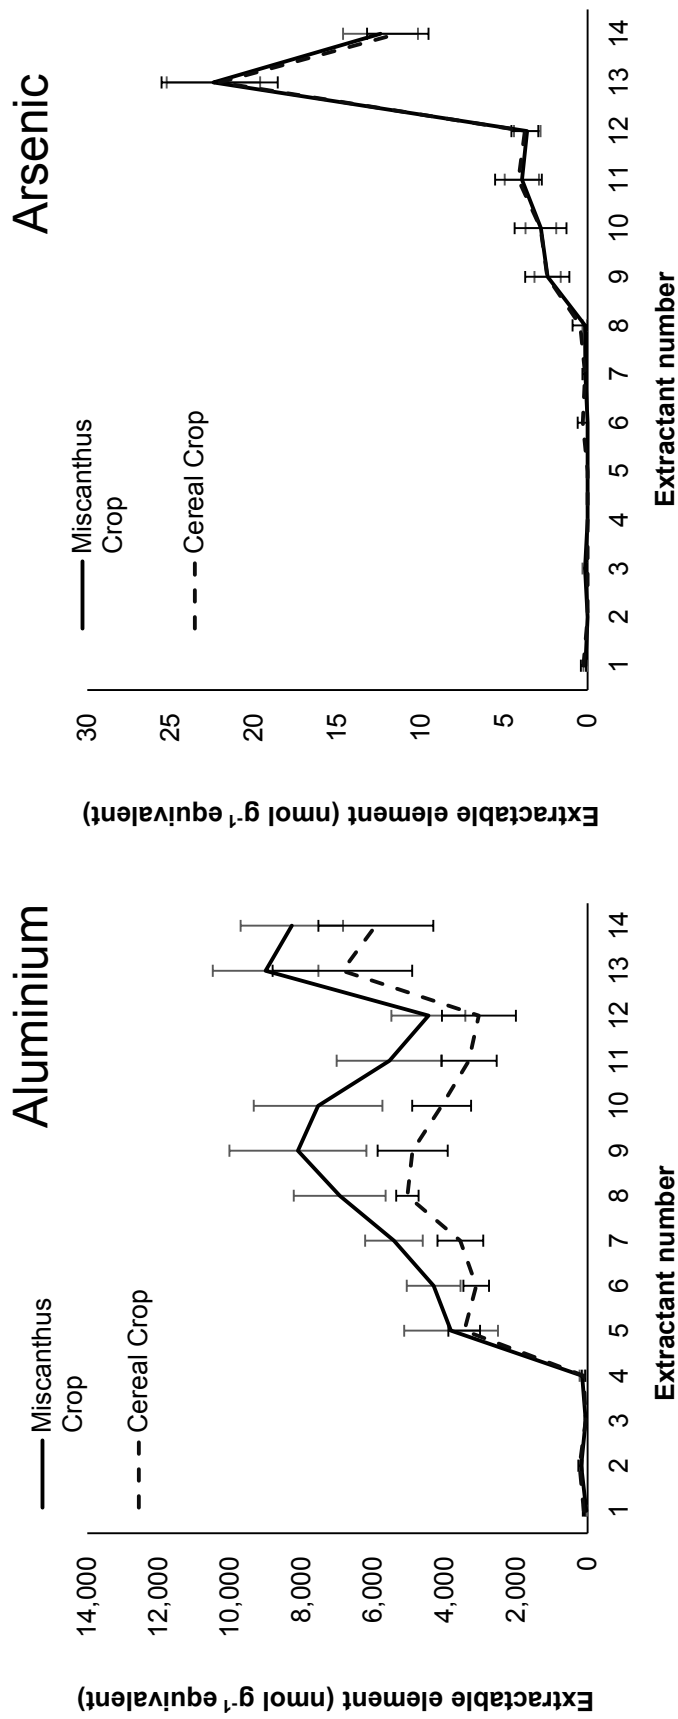 Aluminium
Extractable element (nmol g-1 equivalent)
14,000
12,000
10,000
8,000
6,000
4,000
2,000
0
Miscanthus
Crop
Cereal Crop
1 2 3 4 5 6 7 8 9 10 11 12 13 14
Extractant number
Arsenic
Extractable element (nmol g-1 equivalent)
30
25
20
15
10
5
0
Miscanthus
Crop
Cereal Crop
1 2 3 4 5 6 7 8 9 10 11 12 13 14
Extractant number